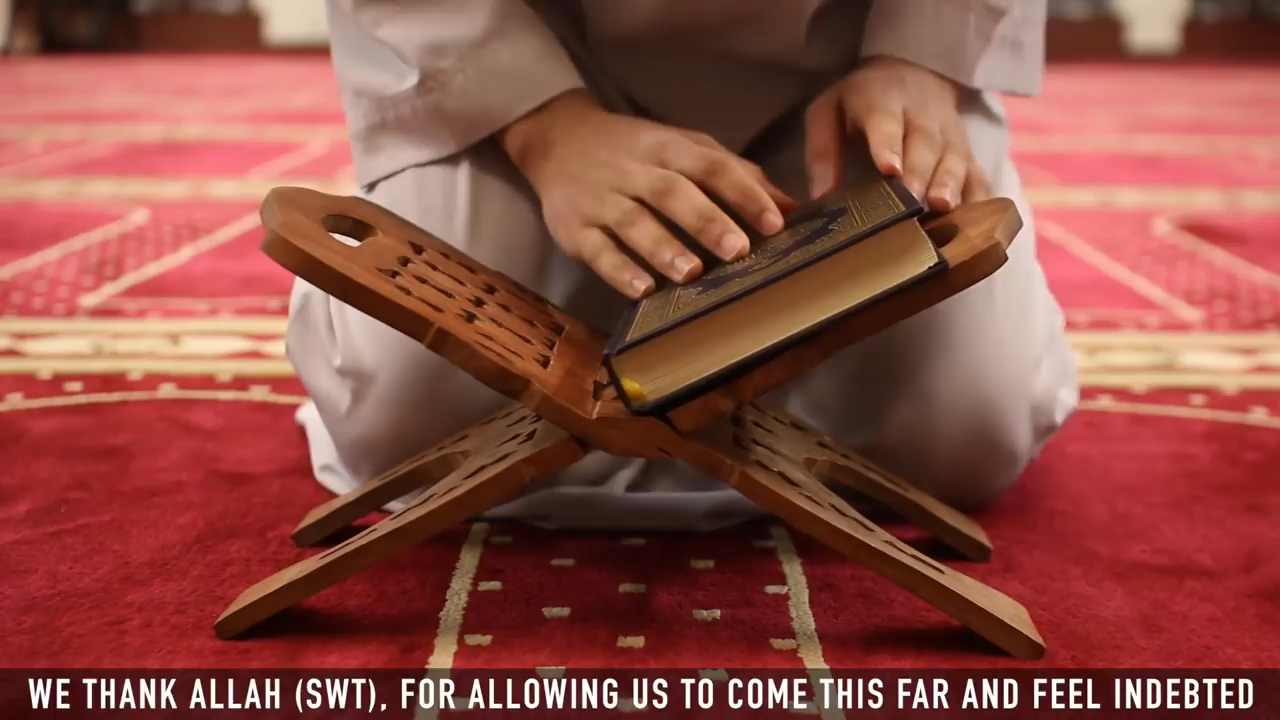 WE THANK ALLAH (SWT), FOR ALLOWING US TO COME THIS FAR AND FEEL INDEBTED